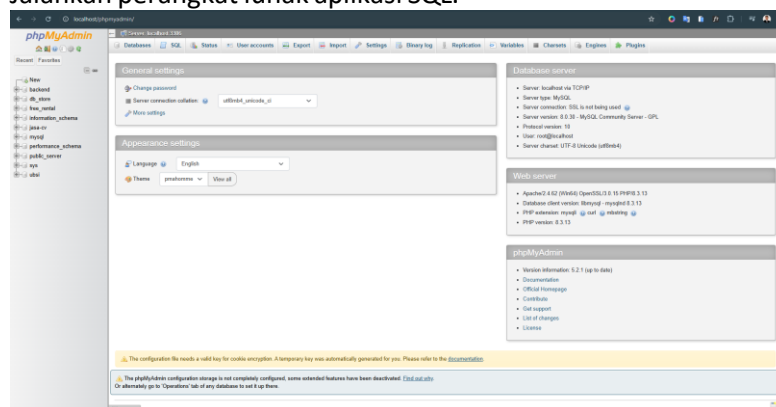 Jalankan perangkat lunak aplikasi SQL.
localhost/phpmyadmin/
phpMyAdmin
Recent Favorites
New
backend
db_store
free_rental
information_schema
jasa-cv
mysql
performance_schema
public_server
sys
ubsi
Server: localhost:3306
Databases SQL Status User accounts Export Import Settings Binary log Replication Variables Charsets Engines Plugins
General settings
Change password
Server connection collation: utf8mb4_unicode_ci
More settings
Appearance settings
Language English
Theme pmahomme View all
Database server
Server: localhost via TCP/IP
Server type: MySQL
Server connection: SSL is not being used
Server version: 8.0.30 - MySQL Community Server - GPL
Protocol version: 10
User: root@localhost
Server charset: UTF-8 Unicode (utf8mb4)
Web server
Apache/2.4.62 (Win64) OpenSSL/3.0.15 PHP/8.3.13
Database client version: libmysql - mysqlnd 8.3.13
PHP extension: mysqli curl mbstring
PHP version: 8.3.13
phpMyAdmin
Version information: 5.2.1 (up to date)
Documentation
Official Homepage
Contribute
Get support
List of changes
License
The configuration file needs a valid key for cookie encryption. A temporary key was automatically generated for you. Please refer to the documentation.
The phpMyAdmin configuration storage is not completely configured, some extended features have been deactivated. Find out why.
Or alternately go to 'Operations' tab of any database to set it up there.